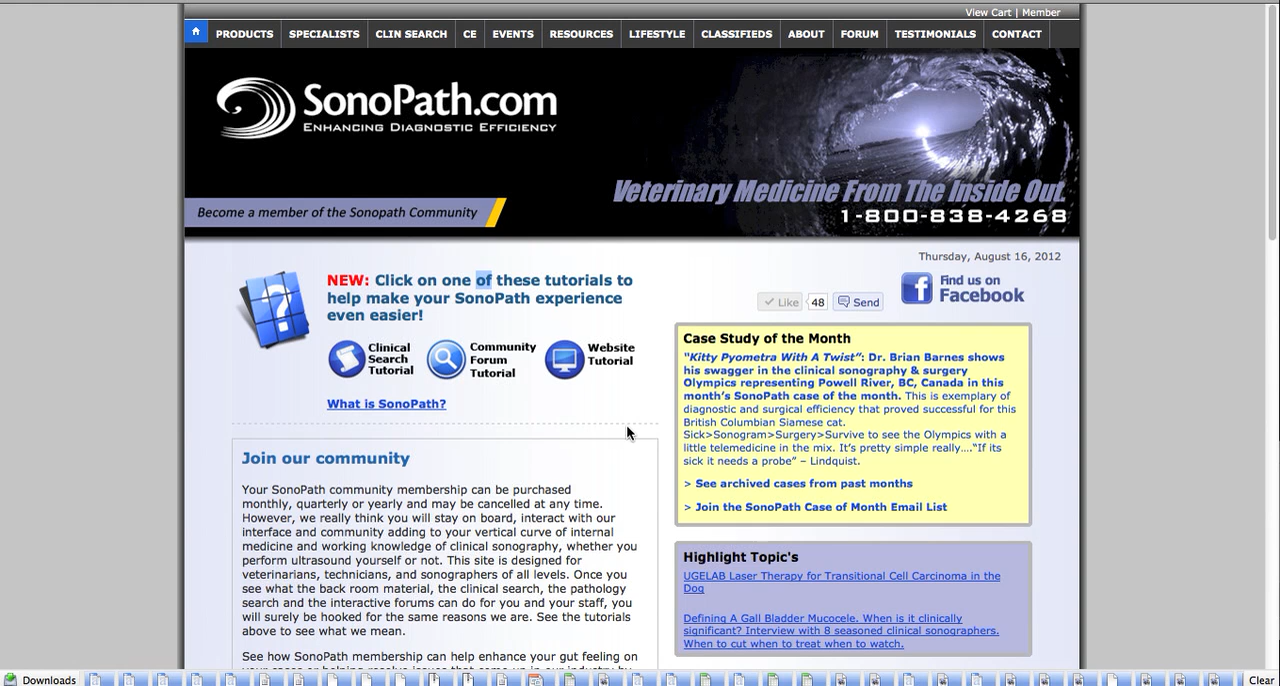 View Cart | Member
PRODUCTS SPECIALISTS CLIN SEARCH CE EVENTS RESOURCES LIFESTYLE CLASSIFIEDS ABOUT FORUM TESTIMONIALS CONTACT
SonoPath.com
ENHANCING DIAGNOSTIC EFFICIENCY
Veterinary Medicine From The Inside Out.
Become a member of the Sonopath Community
1-800-838-4268
Thursday, August 16, 2012
NEW: Click on one of these tutorials to
help make your SonoPath experience
even easier!
Clinical
Search
Tutorial
Community
Forum
Tutorial
Website
Tutorial
What is SonoPath?
Like 48 Send
Find us on
Facebook
Join our community
Your SonoPath community membership can be purchased
monthly, quarterly or yearly and may be cancelled at any time.
However, we really think you will stay on board, interact with our
interface and community adding to your vertical curve of internal
medicine and working knowledge of clinical sonography, whether you
perform ultrasound yourself or not. This site is designed for
veterinarians, technicians, and sonographers of all levels. Once you
see what the back room material, the clinical search, the pathology
search and the interactive forums can do for you and your staff, you
will surely be hooked for the same reasons we are. See the tutorials
above to see what we mean.
See how SonoPath membership can help enhance your gut feeling on
Case Study of the Month
"Kitty Pyometra With A Twist": Dr. Brian Barnes shows
his swagger in the clinical sonography & surgery
Olympics representing Powell River, BC, Canada in this
month's SonoPath case of the month. This is exemplary of
diagnostic and surgical efficiency that proved successful for this
British Columbian Siamese cat.
Sick>Sonogram>Surgery>Survive to see the Olympics with a
little telemedicine in the mix. It's pretty simple really...."If its
sick it needs a probe" – Lindquist.
> See archived cases from past months
> Join the SonoPath Case of Month Email List
Highlight Topic's
UGELAB Laser Therapy for Transitional Cell Carcinoma in the
Dog
Defining A Gall Bladder Mucocele. When is it clinically
significant? Interview with 8 seasoned clinical sonographers.
When to cut when to treat when to watch.
Downloads
Clear